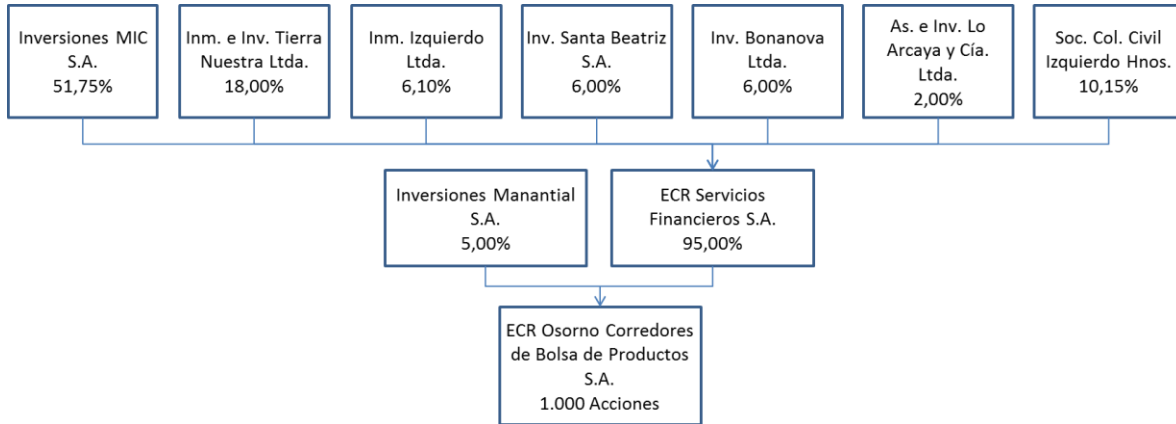 Inversiones MIC
S.A.
51,75%
Inm. e Inv. Tierra
Nuestra Ltda.
18,00%
Inm. Izquierdo
Ltda.
6,10%
Inv. Santa Beatriz
S.A.
6,00%
Inv. Bonanova
Ltda.
6,00%
As. e Inv. Lo
Arcaya y Cía.
Ltda.
2,00%
Soc. Col. Civil
Izquierdo Hnos.
10,15%
Inversiones Manantial
S.A.
5,00%
ECR Servicios
Financieros S.A.
95,00%
ECR Osorno Corredores
de Bolsa de Productos
S.A.
1.000 Acciones